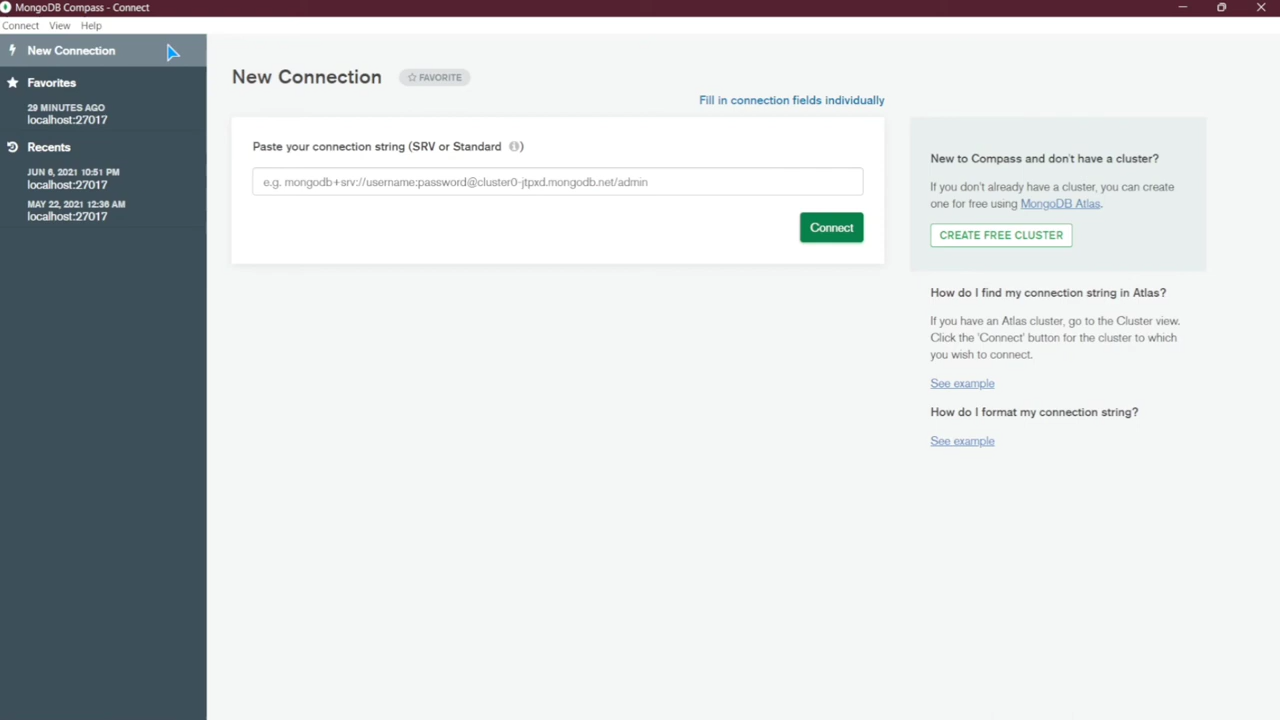 MongoDB Compass - Connect
Connect View Help
New Connection
Favorites
29 MINUTES AGO
localhost:27017
Recents
JUN 6, 2021 10:51 PM
localhost:27017
MAY 22, 2021 12:36 AM
localhost:27017
New Connection
FAVORITE
Fill in connection fields individually
Paste your connection string (SRV or Standard )
e.g. mongodb+srv://username:password@cluster0-jtpxd.mongodb.net/admin
Connect
New to Compass and don't have a cluster?
If you don't already have a cluster, you can create
one for free using MongoDB Atlas.
CREATE FREE CLUSTER
How do I find my connection string in Atlas?
If you have an Atlas cluster, go to the Cluster view.
Click the 'Connect' button for the cluster to which
you wish to connect.
See example
How do I format my connection string?
See example